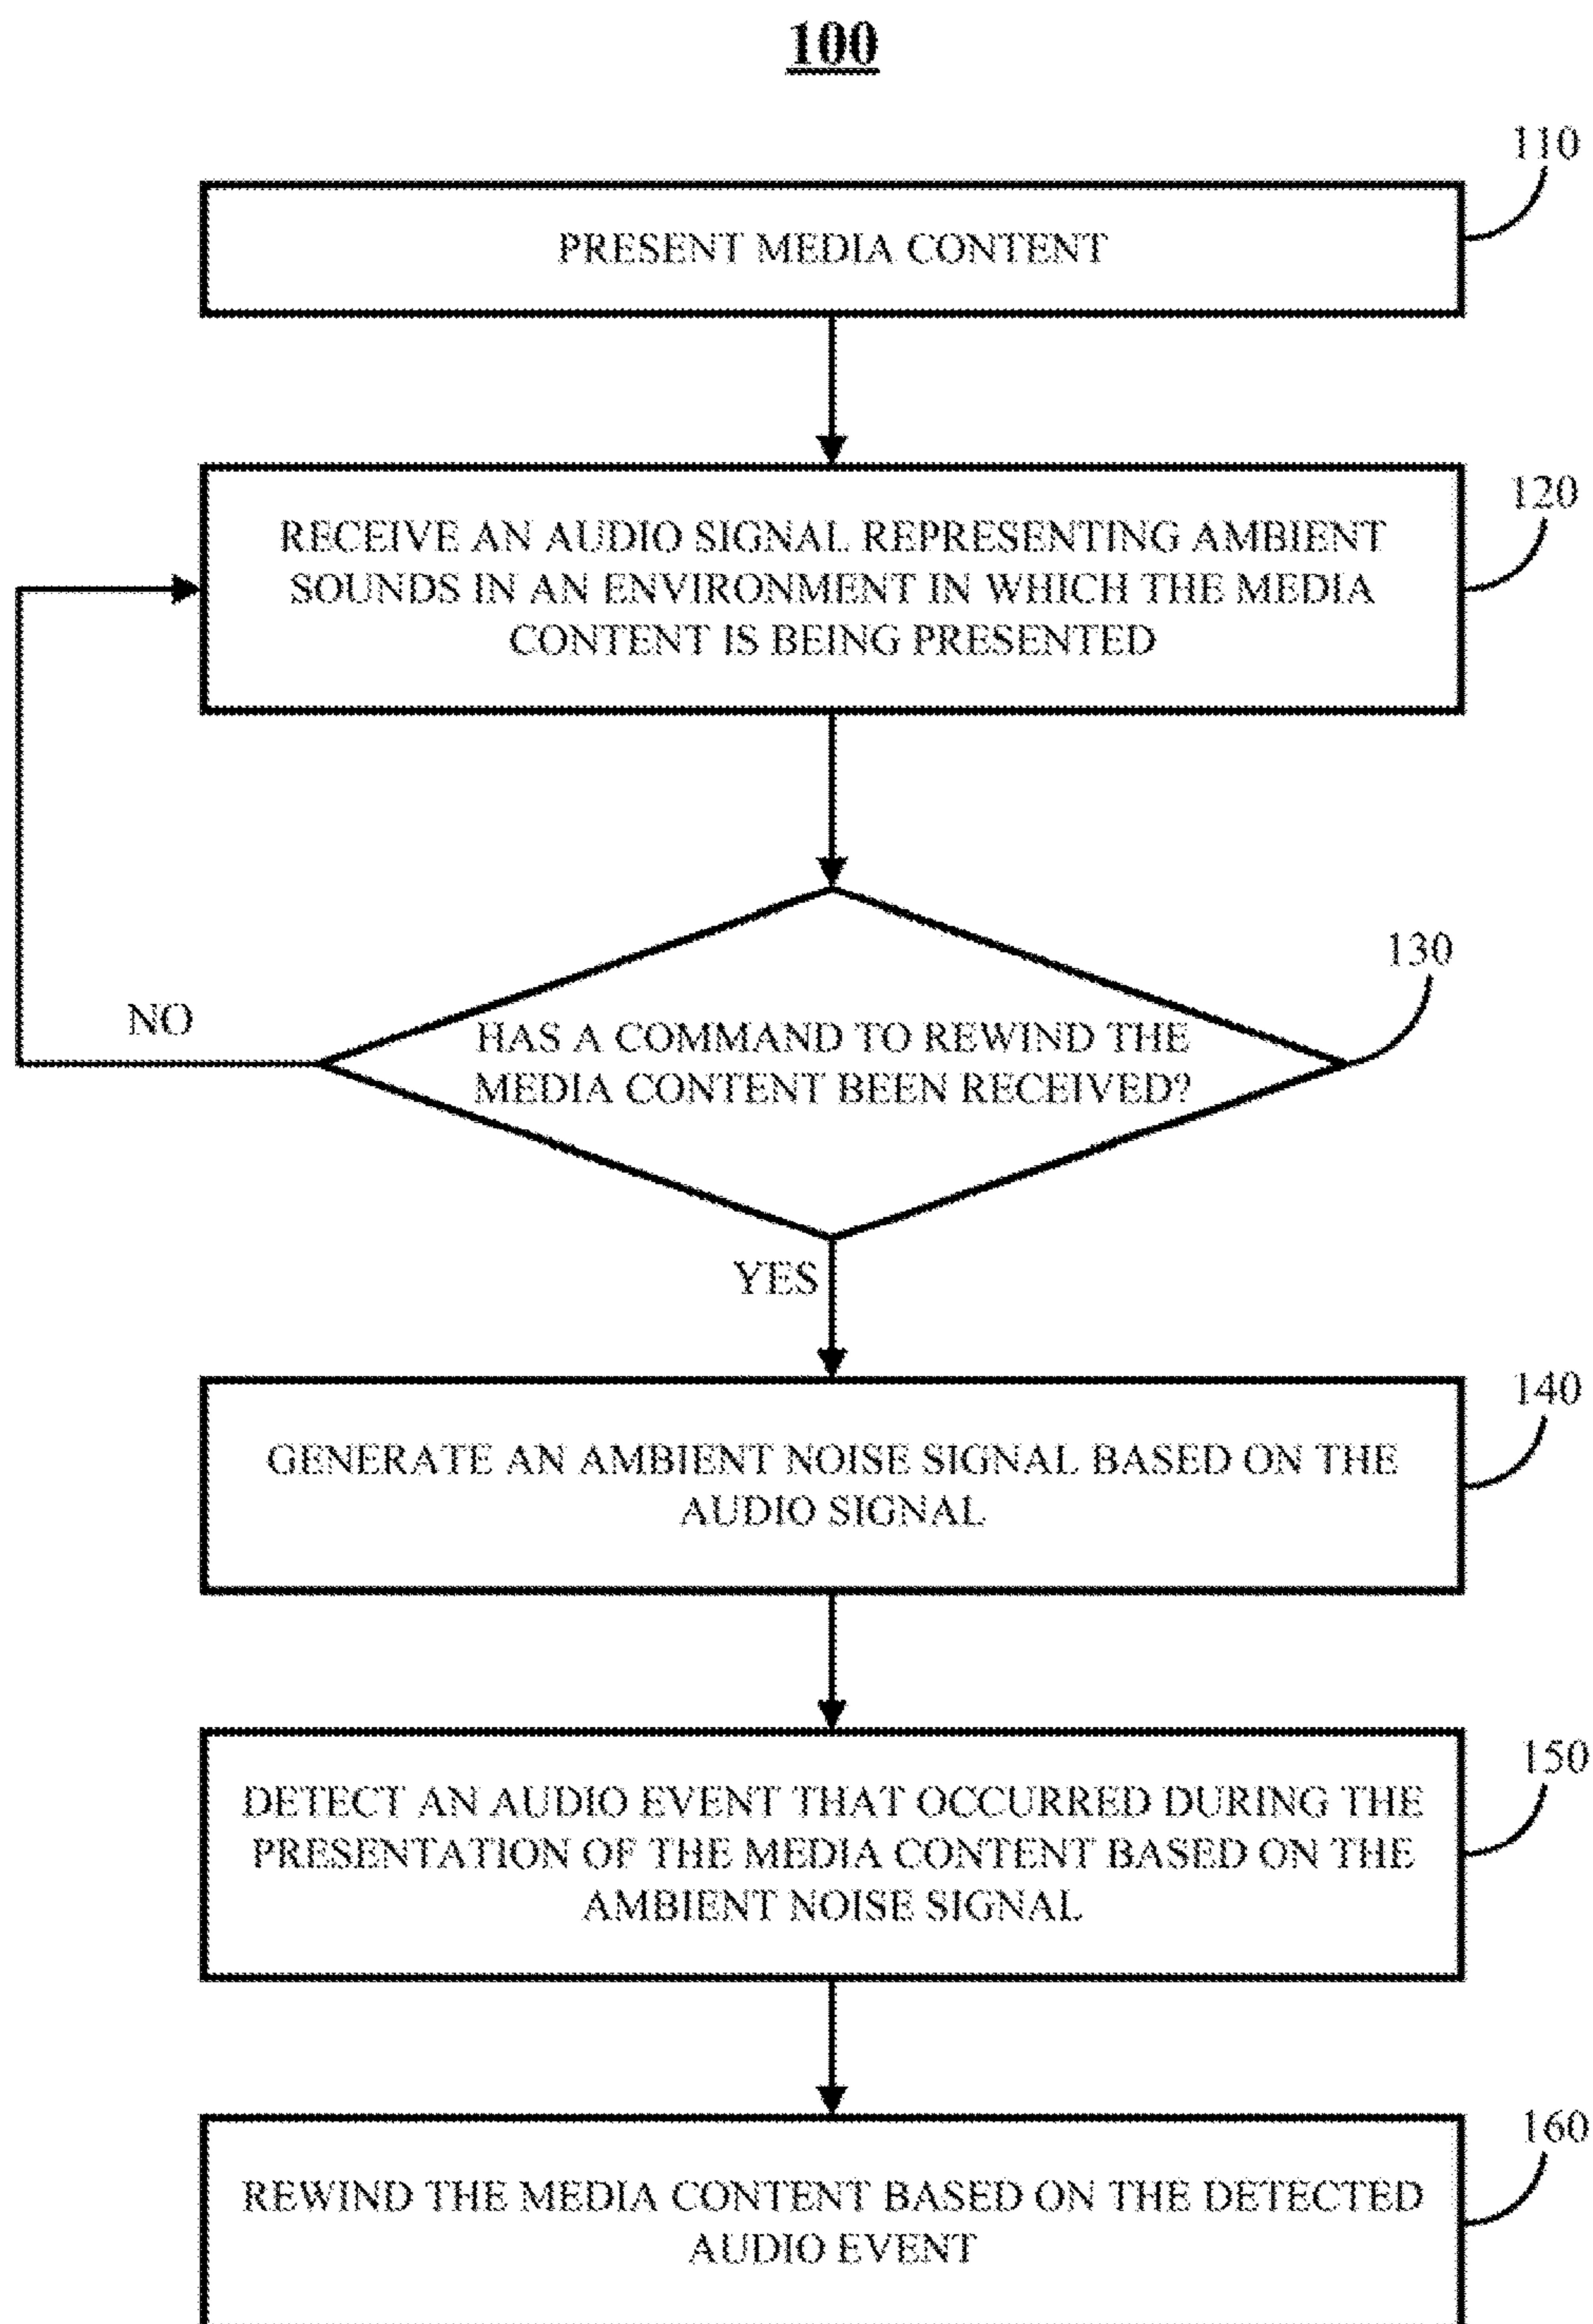 100
110
PRESENT MEDIA CONTENT
120
RECEIVE AN AUDIO SIGNAL REPRESENTING AMBIENT
SOUNDS IN AN ENVIRONMENT IN WHICH THE MEDIA
CONTENT IS BEING PRESENTED
130
NO
HAS A COMMAND TO REWIND THE
MEDIA CONTENT BEEN RECEIVED?
YES
140
GENERATE AN AMBIENT NOISE SIGNAL BASED ON THE
AUDIO SIGNAL
150
DETECT AN AUDIO EVENT THAT OCCURRED DURING THE
PRESENTATION OF THE MEDIA CONTENT BASED ON THE
AMBIENT NOISE SIGNAL
160
REWIND THE MEDIA CONTENT BASED ON THE DETECTED
AUDIO EVENT